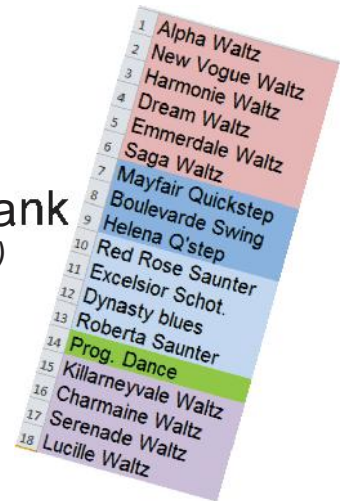 1 Alpha Waltz
2 New Vogue Waltz
3 Harmonie Waltz
4 Dream Waltz
5 Emmerdale Waltz
6 Saga Waltz
7 Mayfair Quickstep
ank
8 Boulevarde Swing
)
9 Helena Q'step
10 Red Rose Saunter
11 Excelsior Schot.
12 Dynasty blues
13 Roberta Saunter
14 Prog. Dance
15 Killarneyvale Waltz
16 Charmaine Waltz
17 Serenade Waltz
18 Lucille Waltz